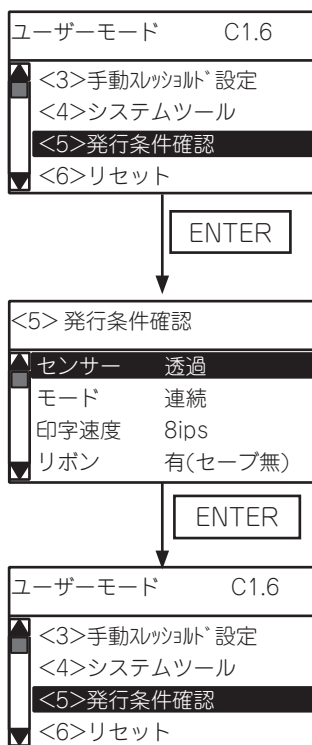 ユーザーモード C1.6
<3>手動ｽﾚｯｼｮﾙﾄﾞ設定
<4>システムツール
<5>発行条件確認
<6>リセット
ENTER
<5> 発行条件確認
センサー 透過
モード 連続
印字速度 8ips
リボン 有(セーブ無)
ENTER
ユーザーモード C1.6
<3>手動ｽﾚｯｼｮﾙﾄﾞ設定
<4>システムツール
<5>発行条件確認
<6>リセット